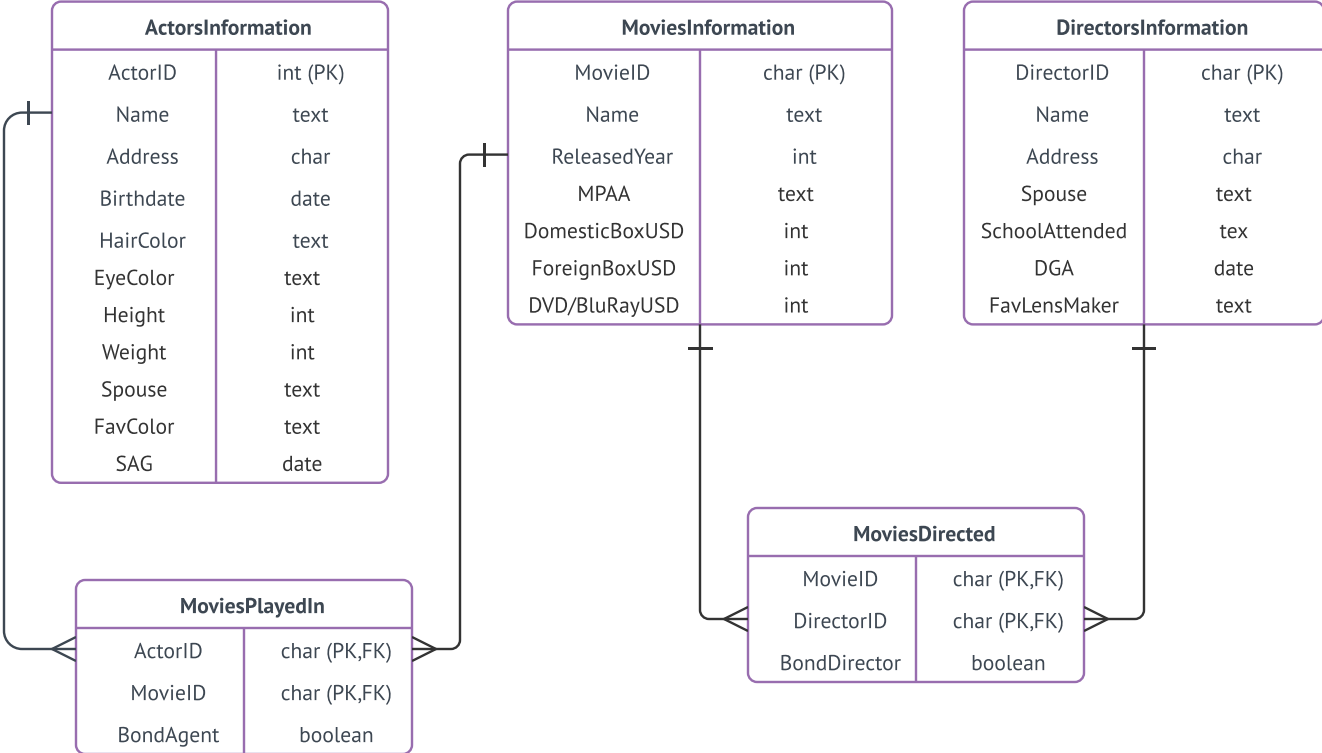 ActorsInformation
ActorID int (PK)
Name text
Address char
Birthdate date
HairColor text
EyeColor text
Height int
Weight int
Spouse text
FavColor text
SAG date
MoviesInformation
MovieID char (PK)
Name text
ReleasedYear int
MPAA text
DomesticBoxUSD int
ForeignBoxUSD int
DVD/BluRayUSD int
DirectorsInformation
DirectorID char (PK)
Name text
Address char
Spouse text
SchoolAttended tex
DGA date
FavLensMaker text
MoviesPlayedIn
ActorID char (PK,FK)
MovieID char (PK,FK)
BondAgent boolean
MoviesDirected
MovieID char (PK,FK)
DirectorID char (PK,FK)
BondDirector boolean